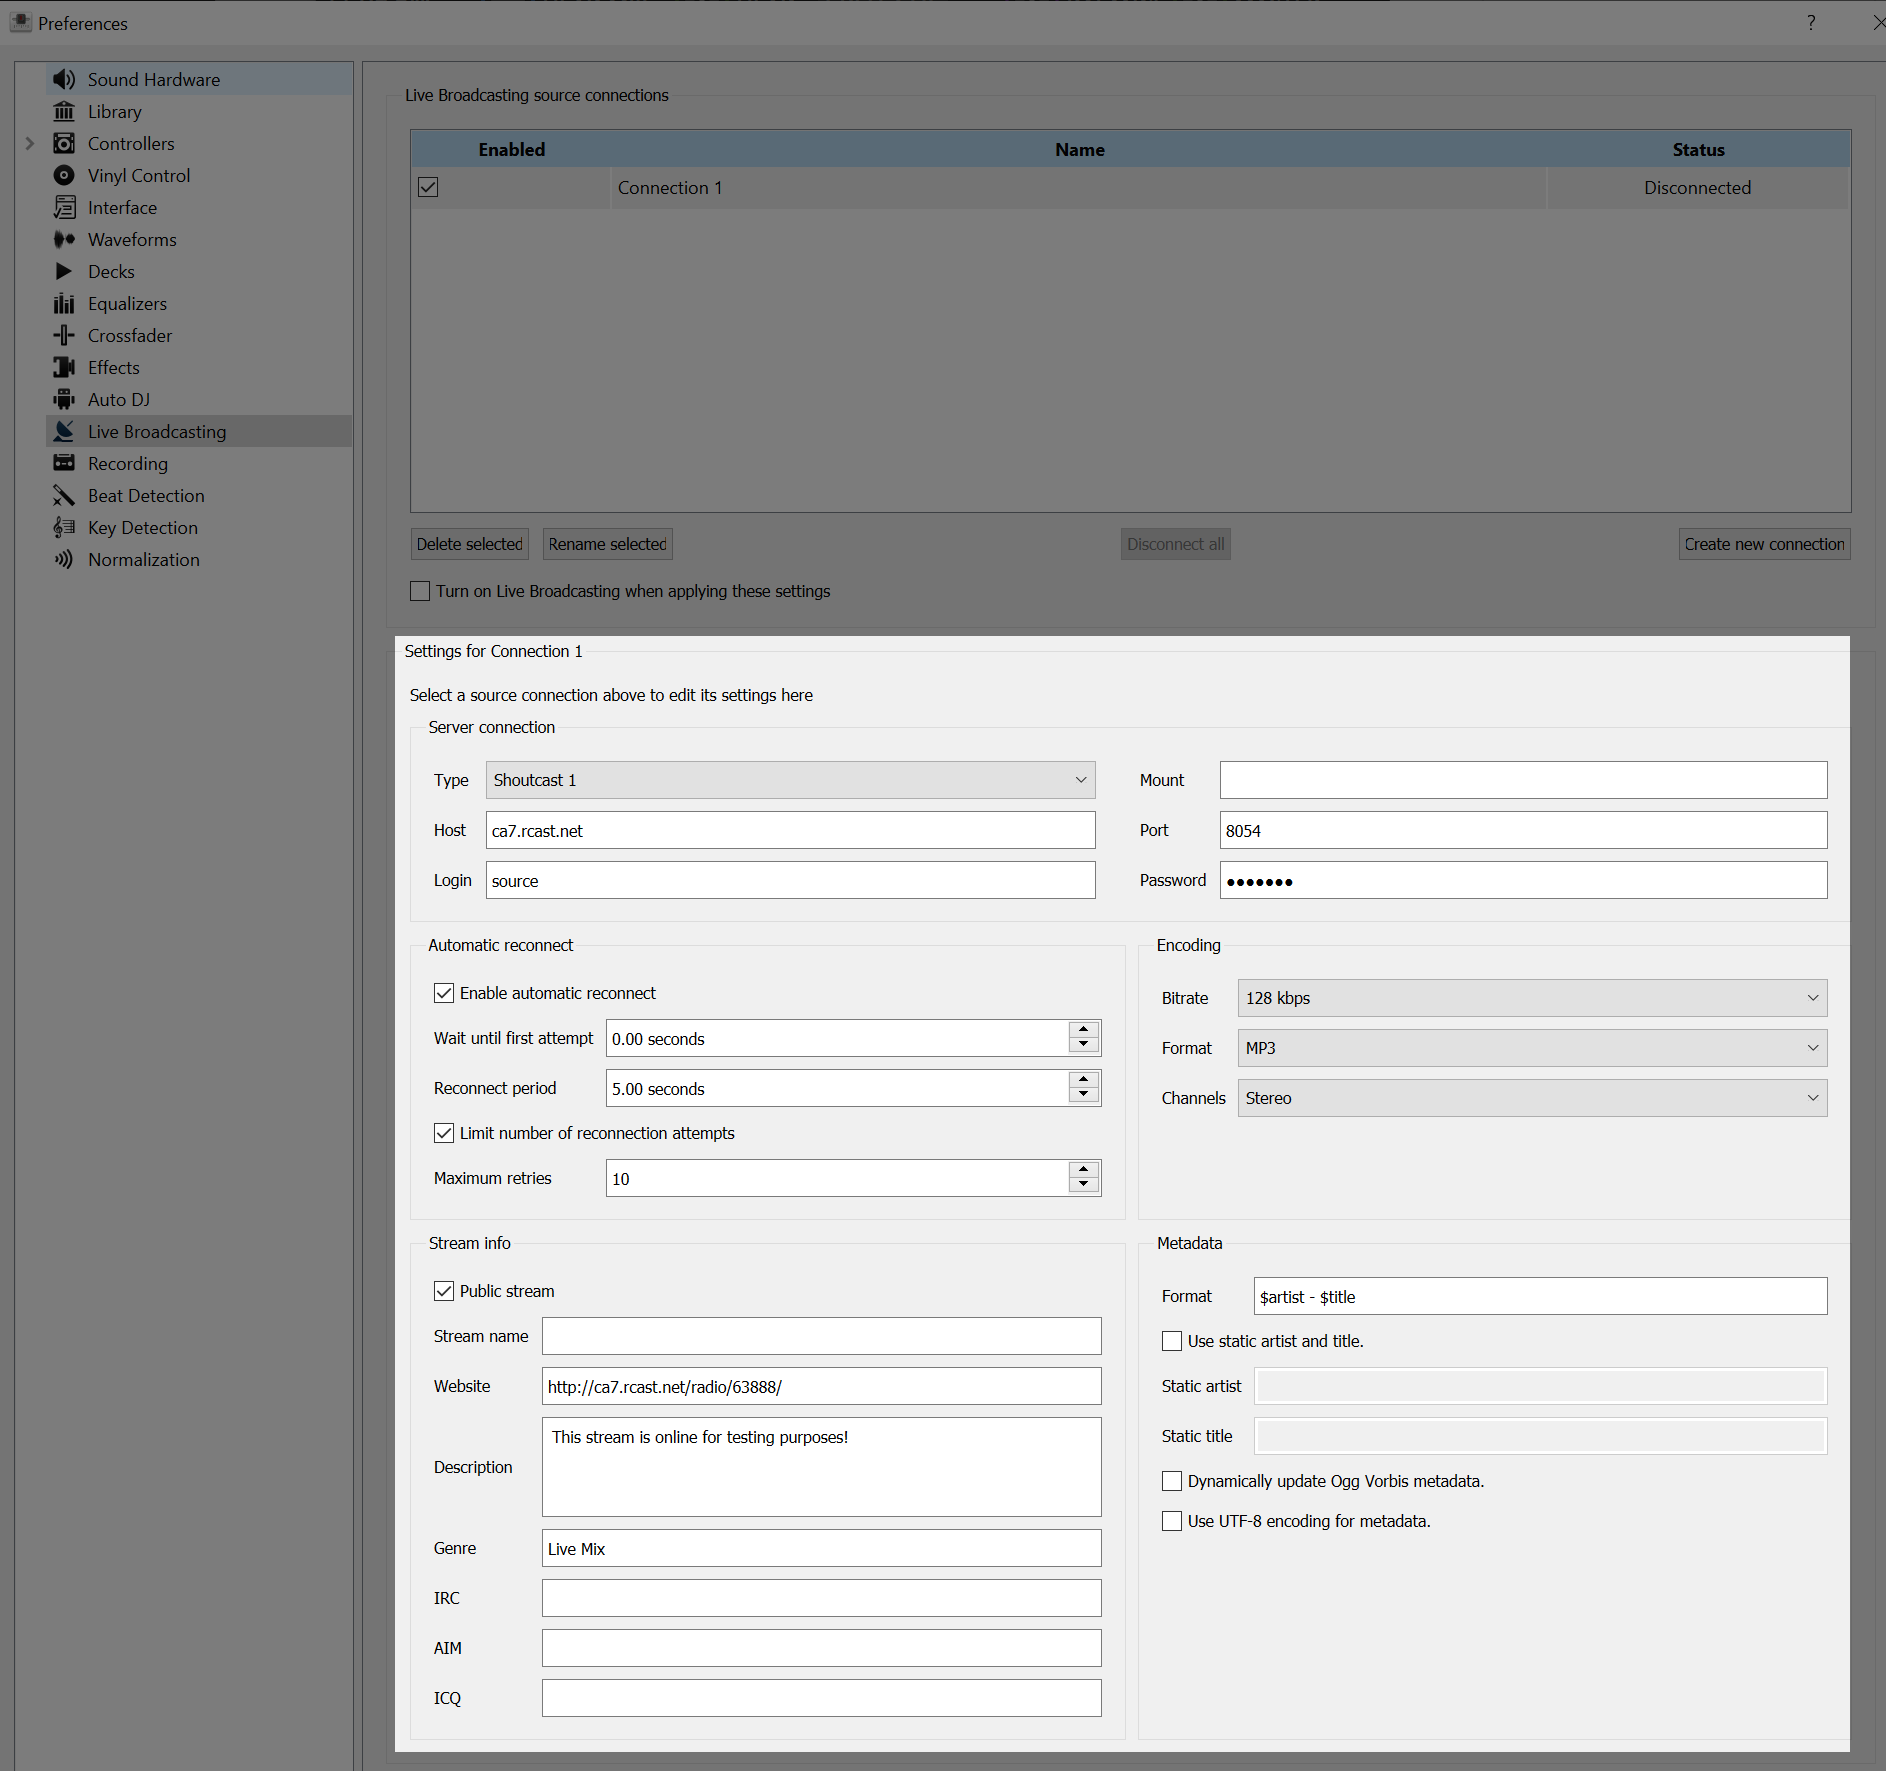 Preferences
?
Sound Hardware
Library
Controllers
Vinyl Control
Interface
Waveforms
Decks
Equalizers
Crossfader
Effects
Auto DJ
Live Broadcasting
Recording
Beat Detection
Key Detection
Normalization
Live Broadcasting source connections
Enabled Name Status
Connection 1 Disconnected
Delete selected Rename selected Disconnect all Create new connection
Turn on Live Broadcasting when applying these settings
Settings for Connection 1
Select a source connection above to edit its settings here
Server connection
Type Shoutcast 1 Mount
Host ca7.rcast.net Port 8054
Login source Password ●●●●●●●
Automatic reconnect
Enable automatic reconnect
Wait until first attempt 0.00 seconds
Reconnect period 5.00 seconds
Limit number of reconnection attempts
Maximum retries 10
Encoding
Bitrate 128 kbps
Format MP3
Channels Stereo
Stream info
Public stream
Stream name
Website http://ca7.rcast.net/radio/63888/
Description This stream is online for testing purposes!
Genre Live Mix
IRC
AIM
ICQ
Metadata
Format $artist - $title
Use static artist and title.
Static artist
Static title
Dynamically update Ogg Vorbis metadata.
Use UTF-8 encoding for metadata.